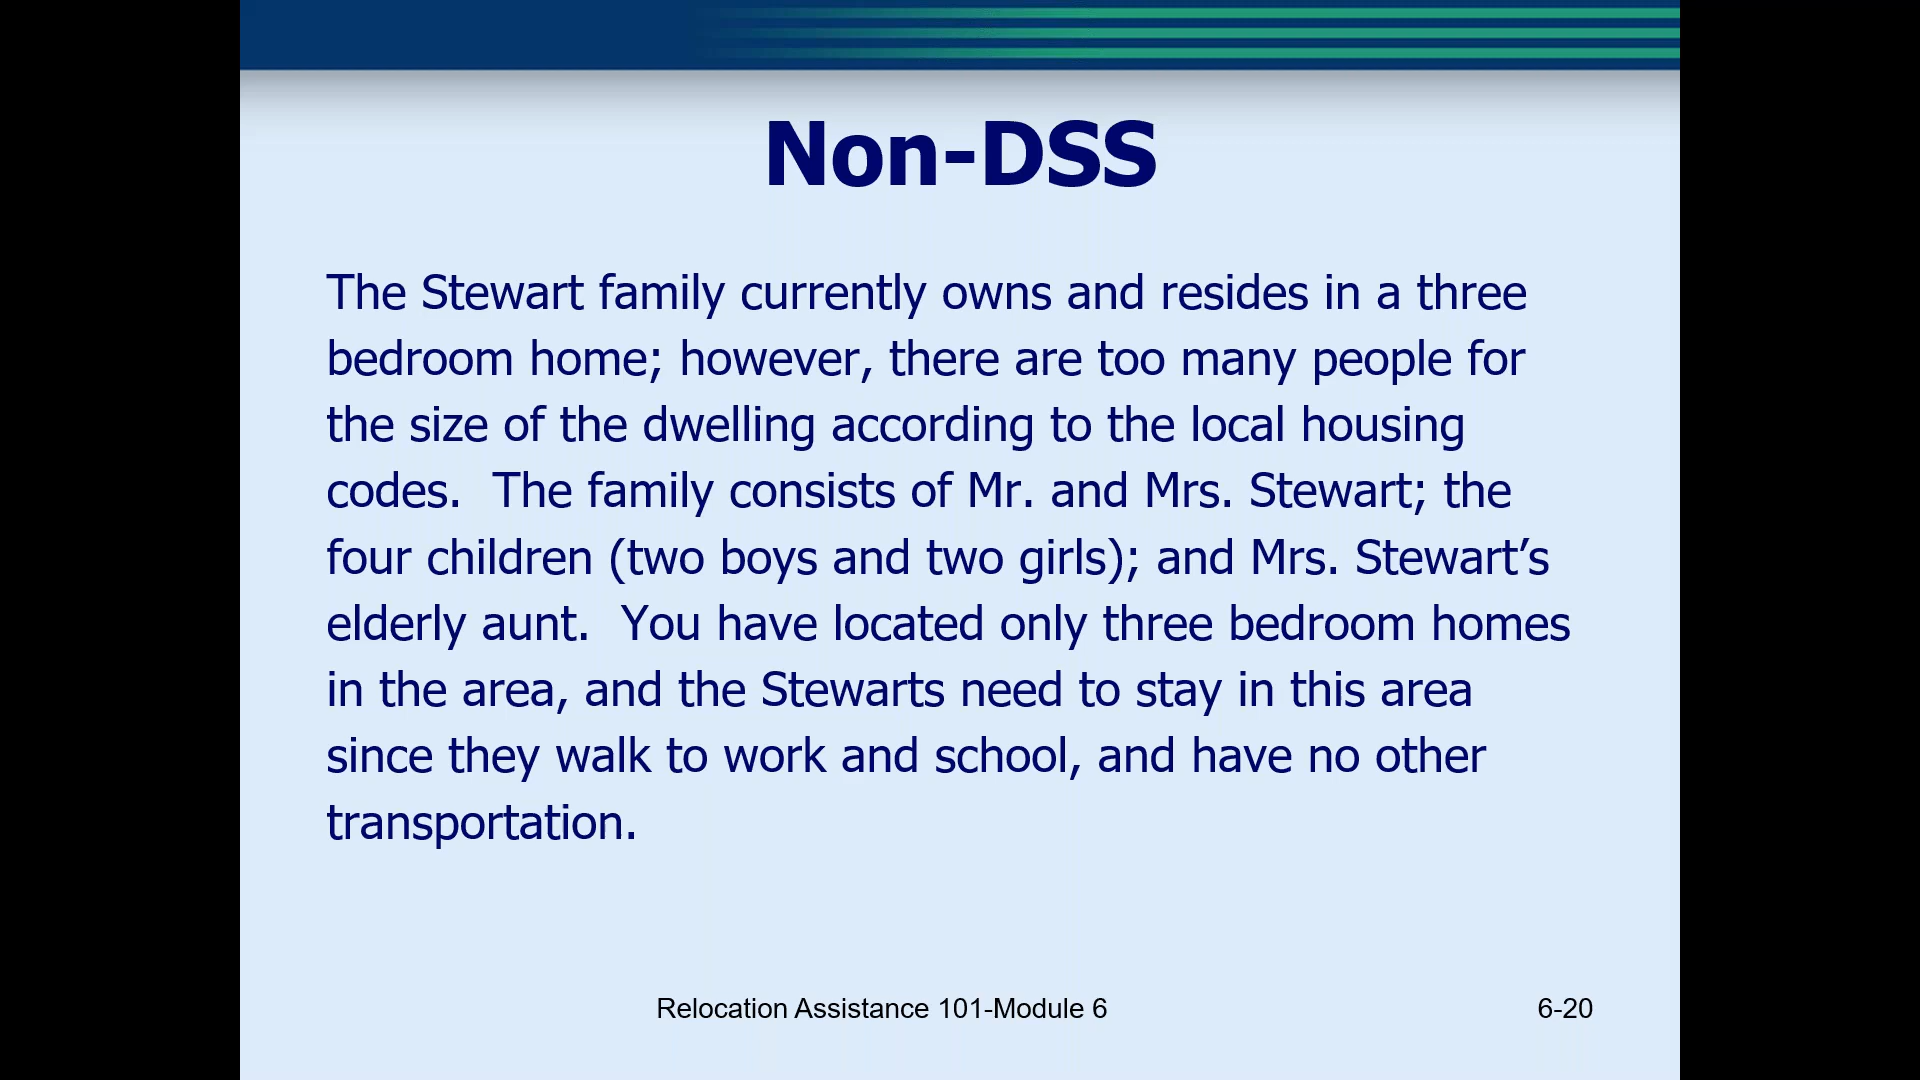 Non-DSS
The Stewart family currently owns and resides in a three
bedroom home; however, there are too many people for
the size of the dwelling according to the local housing
codes.  The family consists of Mr. and Mrs. Stewart; the
four children (two boys and two girls); and Mrs. Stewart’s
elderly aunt.  You have located only three bedroom homes
in the area, and the Stewarts need to stay in this area
since they walk to work and school, and have no other
transportation.
Relocation Assistance 101-Module 6
6-20